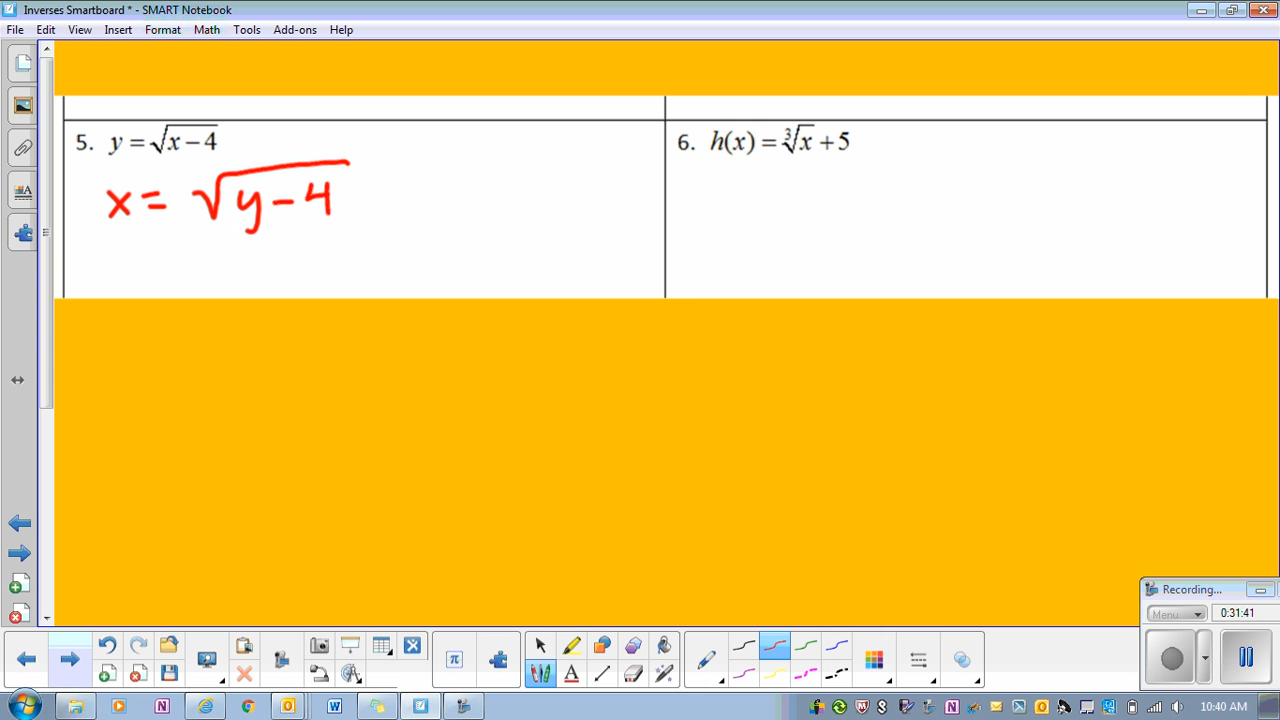 Inverses Smartboard * - SMART Notebook
File Edit View Insert Format Math Tools Add-ons Help
5. y = √x − 4
6. h(x) = ∛x + 5
x = √y − 4
Recording...
Menu
0:31:41
10:40 AM